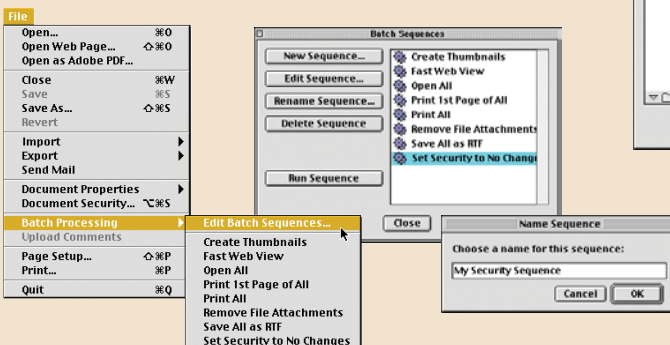 File
Open... ⌘O
Open Web Page... ⇧⌘O
Open as Adobe PDF...
Close ⌘W
Save ⌘S
Save As... ⇧⌘S
Revert
Import
Export
Send Mail
Document Properties
Document Security... ⌥⌘S
Batch Processing
Upload Comments
Page Setup... ⇧⌘P
Print... ⌘P
Quit ⌘Q
Edit Batch Sequences...
Create Thumbnails
Fast Web View
Open All
Print 1st Page of All
Print All
Remove File Attachments
Save All as RTF
Set Security to No Changes
Batch Sequences
New Sequence...
Edit Sequence...
Rename Sequence...
Delete Sequence
Run Sequence
Create Thumbnails
Fast Web View
Open All
Print 1st Page of All
Print All
Remove File Attachments
Save All as RTF
Set Security to No Chang
Close
Name Sequence
Choose a name for this sequence:
My Security Sequence
Cancel OK